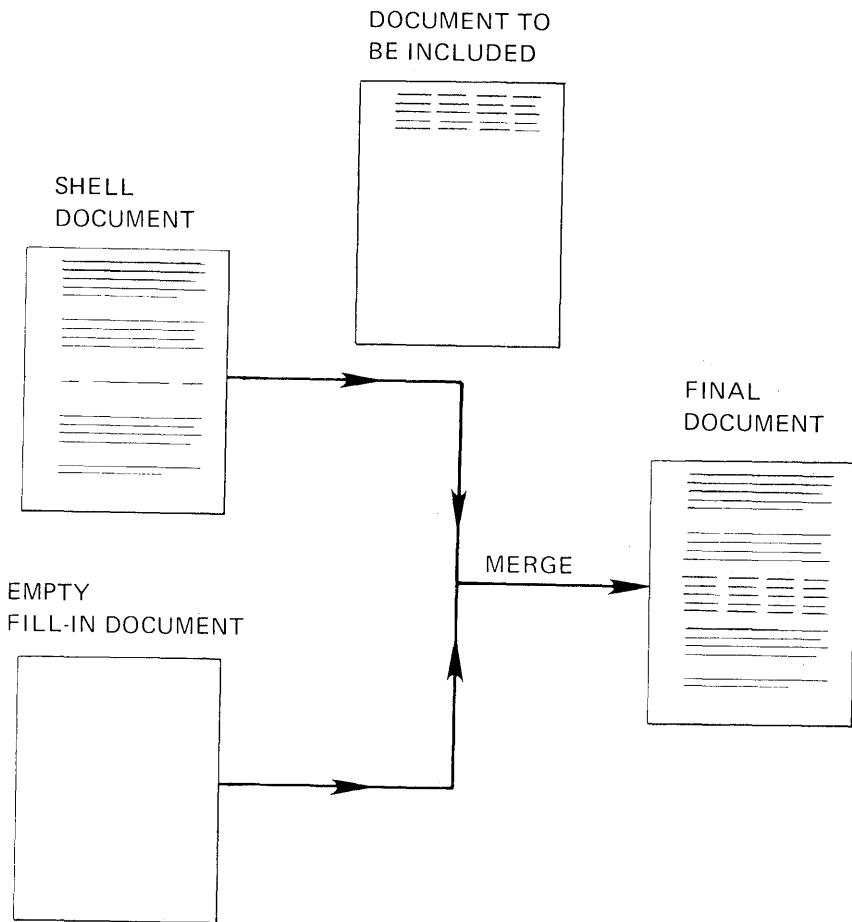 DOCUMENT TO
BE INCLUDED
SHELL
DOCUMENT
FINAL
DOCUMENT
MERGE
EMPTY
FILL-IN DOCUMENT